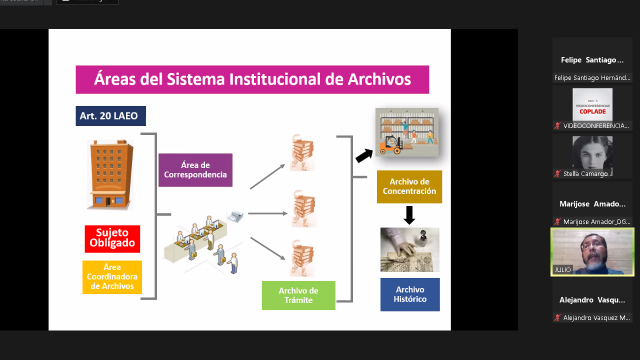 Áreas del Sistema Institucional de Archivos
Art. 20 LAEO
Área de
Correspondencia
Sujeto
Obligado
Área
Coordinadora
de Archivos
Archivo de
Trámite
Archivo de
Concentración
Archivo
Histórico
Felipe Santiago...
Felipe Santiago Hernánd...
VIDEOCONFERENCIAS
COPLADE
VIDEOCONFERENCIA...
Stella Camargo
Marijose Amado...
Marijose Amador_DG...
JULIO
Alejandro Vasqu...
Alejandro Vasquez M...